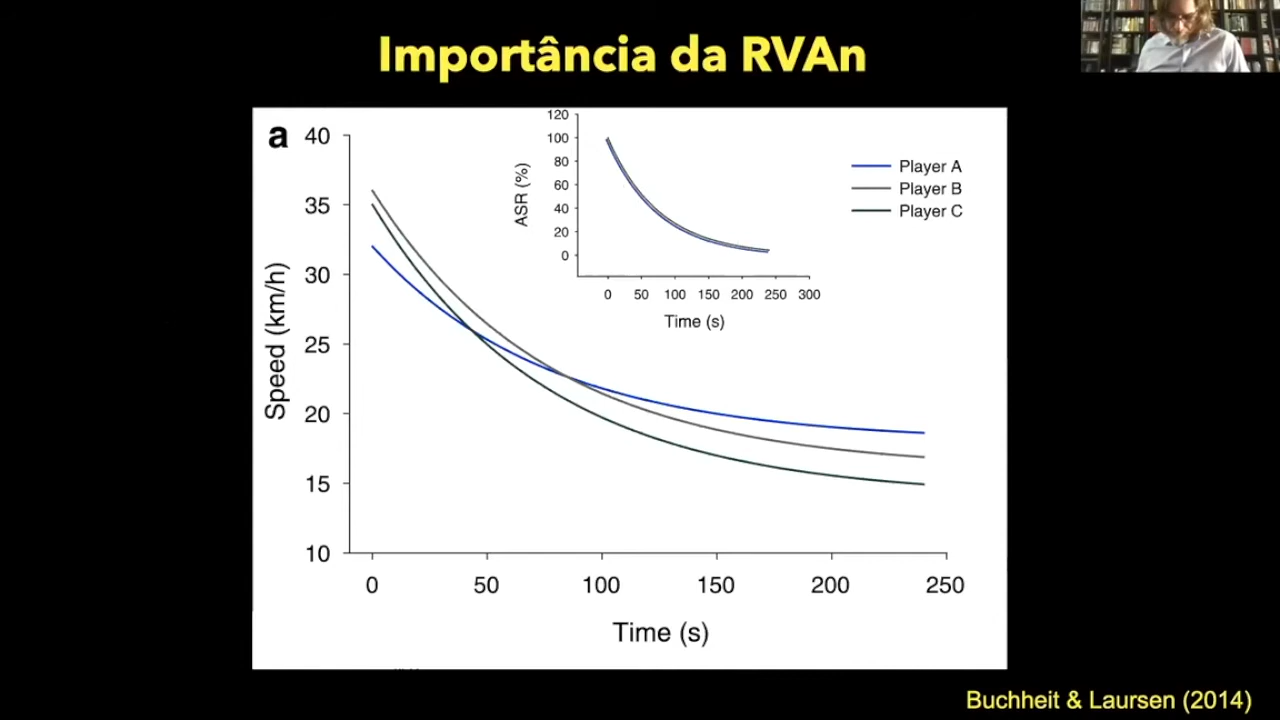 Importância da RVAn
a
40
35
30
25
20
15
10
Speed (km/h)
0
50
100
150
200
250
Time (s)
120
100
80
60
40
20
0
ASR (%)
0
50
100
150
200
250
300
Time (s)
Player A
Player B
Player C
Buchheit & Laursen (2014)